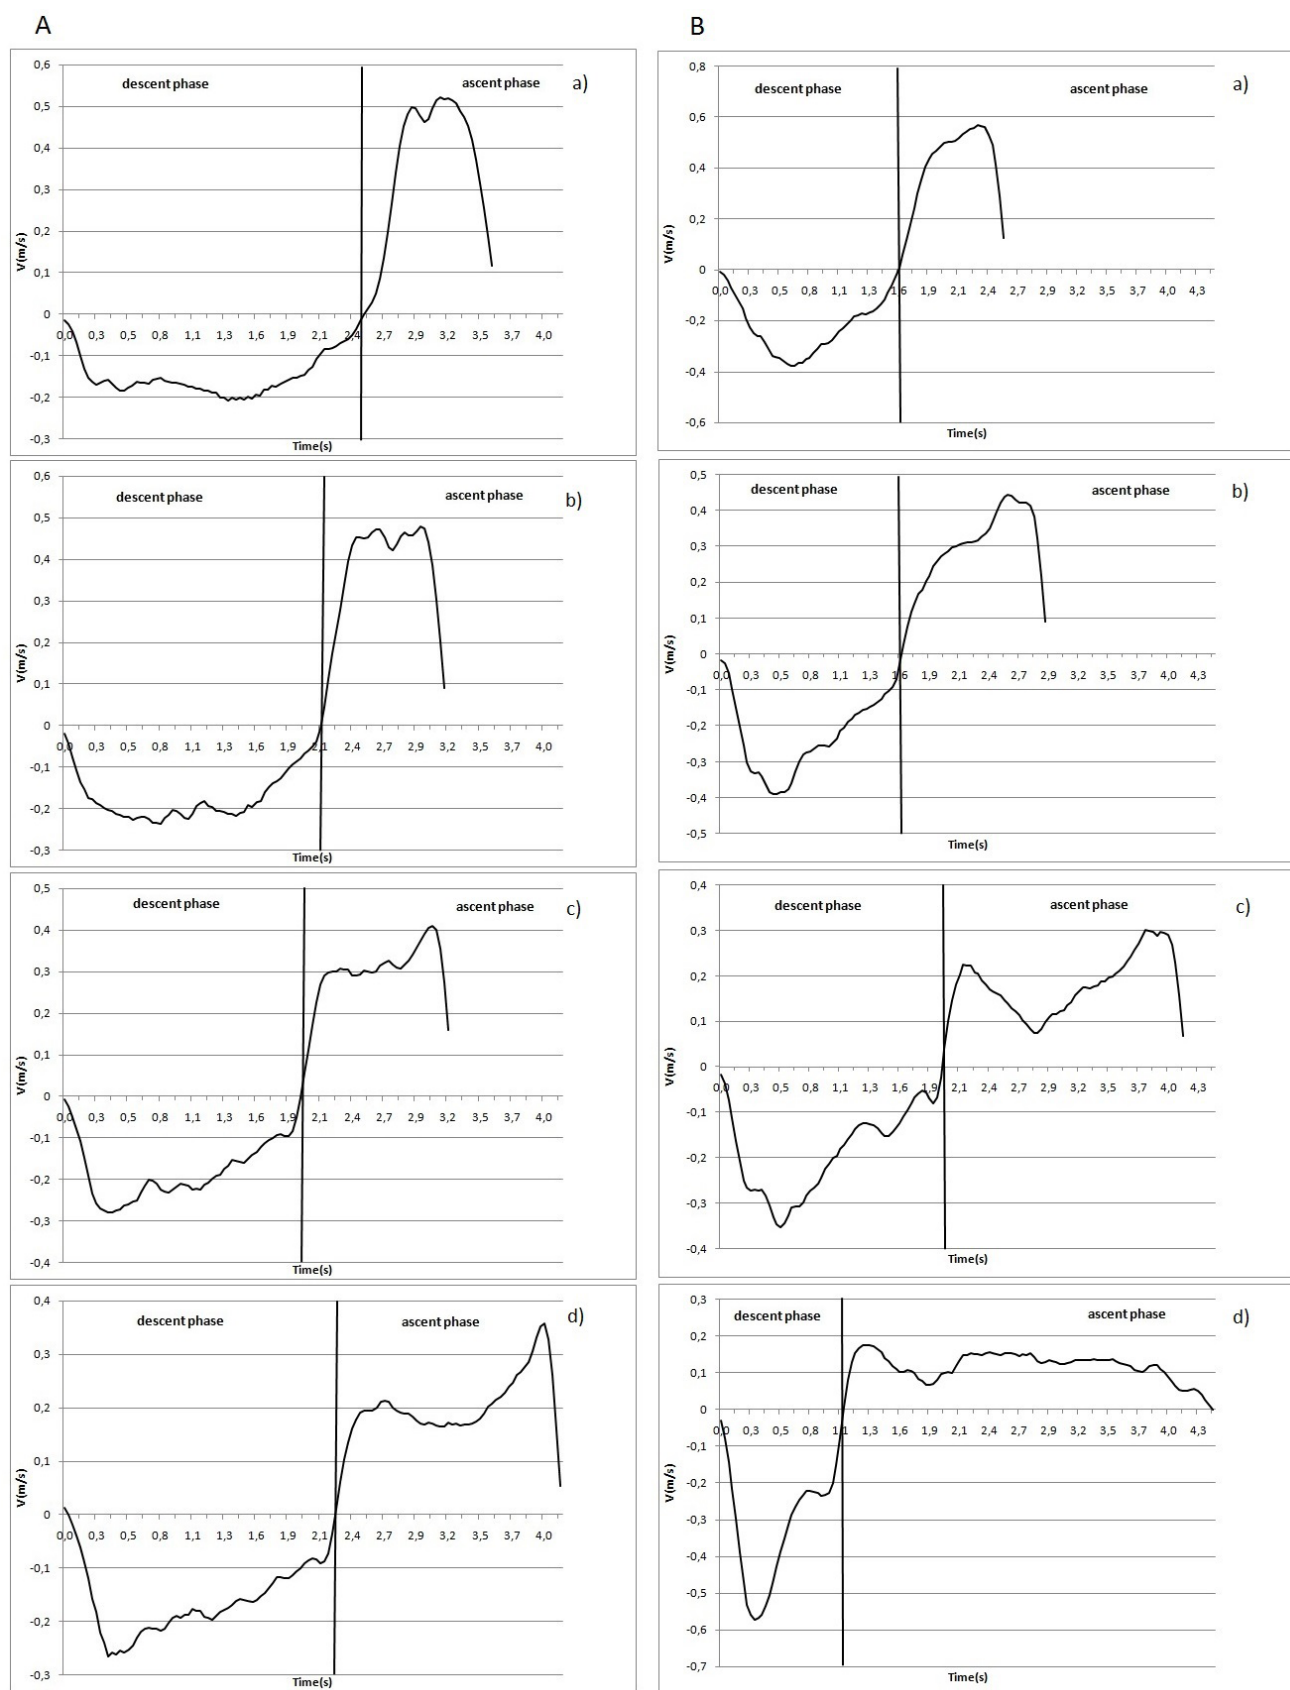 A
B
descent phase
ascent phase
a)
0,6
0,5
0,4
0,3
0,2
0,1
0
-0,1
-0,2
-0,3
V(m/s)
0,0 0,3 0,5 0,8 1,1 1,3 1,6 1,9 2,1 2,4 2,7 2,9 3,2 3,5 3,7 4,0
Time(s)
descent phase
ascent phase
b)
0,6
0,5
0,4
0,3
0,2
0,1
0
-0,1
-0,2
-0,3
V(m/s)
0,0 0,3 0,5 0,8 1,1 1,3 1,6 1,9 2,1 2,4 2,7 2,9 3,2 3,5 3,7 4,0
Time(s)
descent phase
ascent phase
c)
0,5
0,4
0,3
0,2
0,1
0
-0,1
-0,2
-0,3
-0,4
V(m/s)
0,0 0,3 0,5 0,8 1,1 1,3 1,6 1,9 2,1 2,4 2,7 2,9 3,2 3,5 3,7 4,0
Time(s)
descent phase
ascent phase
d)
0,4
0,3
0,2
0,1
0
-0,1
-0,2
-0,3
V(m/s)
0,0 0,3 0,5 0,8 1,1 1,3 1,6 1,9 2,1 2,4 2,7 2,9 3,2 3,5 3,7 4,0
Time(s)
descent phase
ascent phase
a)
0,8
0,6
0,4
0,2
0
-0,2
-0,4
-0,6
V(m/s)
0,0 0,3 0,5 0,8 1,1 1,3 1,6 1,9 2,1 2,4 2,7 2,9 3,2 3,5 3,7 4,0 4,3
Time(s)
descent phase
ascent phase
b)
0,5
0,4
0,3
0,2
0,1
0
-0,1
-0,2
-0,3
-0,4
-0,5
V(m/s)
0,0 0,3 0,5 0,8 1,1 1,3 1,6 1,9 2,1 2,4 2,7 2,9 3,2 3,5 3,7 4,0 4,3
Time(s)
descent phase
ascent phase
c)
0,4
0,3
0,2
0,1
0
-0,1
-0,2
-0,3
-0,4
V(m/s)
0,0 0,3 0,5 0,8 1,1 1,3 1,6 1,9 2,1 2,4 2,7 2,9 3,2 3,5 3,7 4,0 4,3
Time(s)
descent phase
ascent phase
d)
0,3
0,2
0,1
0
-0,1
-0,2
-0,3
-0,4
-0,5
-0,6
-0,7
V(m/s)
0,0 0,3 0,5 0,8 1,1 1,3 1,6 1,9 2,1 2,4 2,7 2,9 3,2 3,5 3,7 4,0 4,3
Time(s)